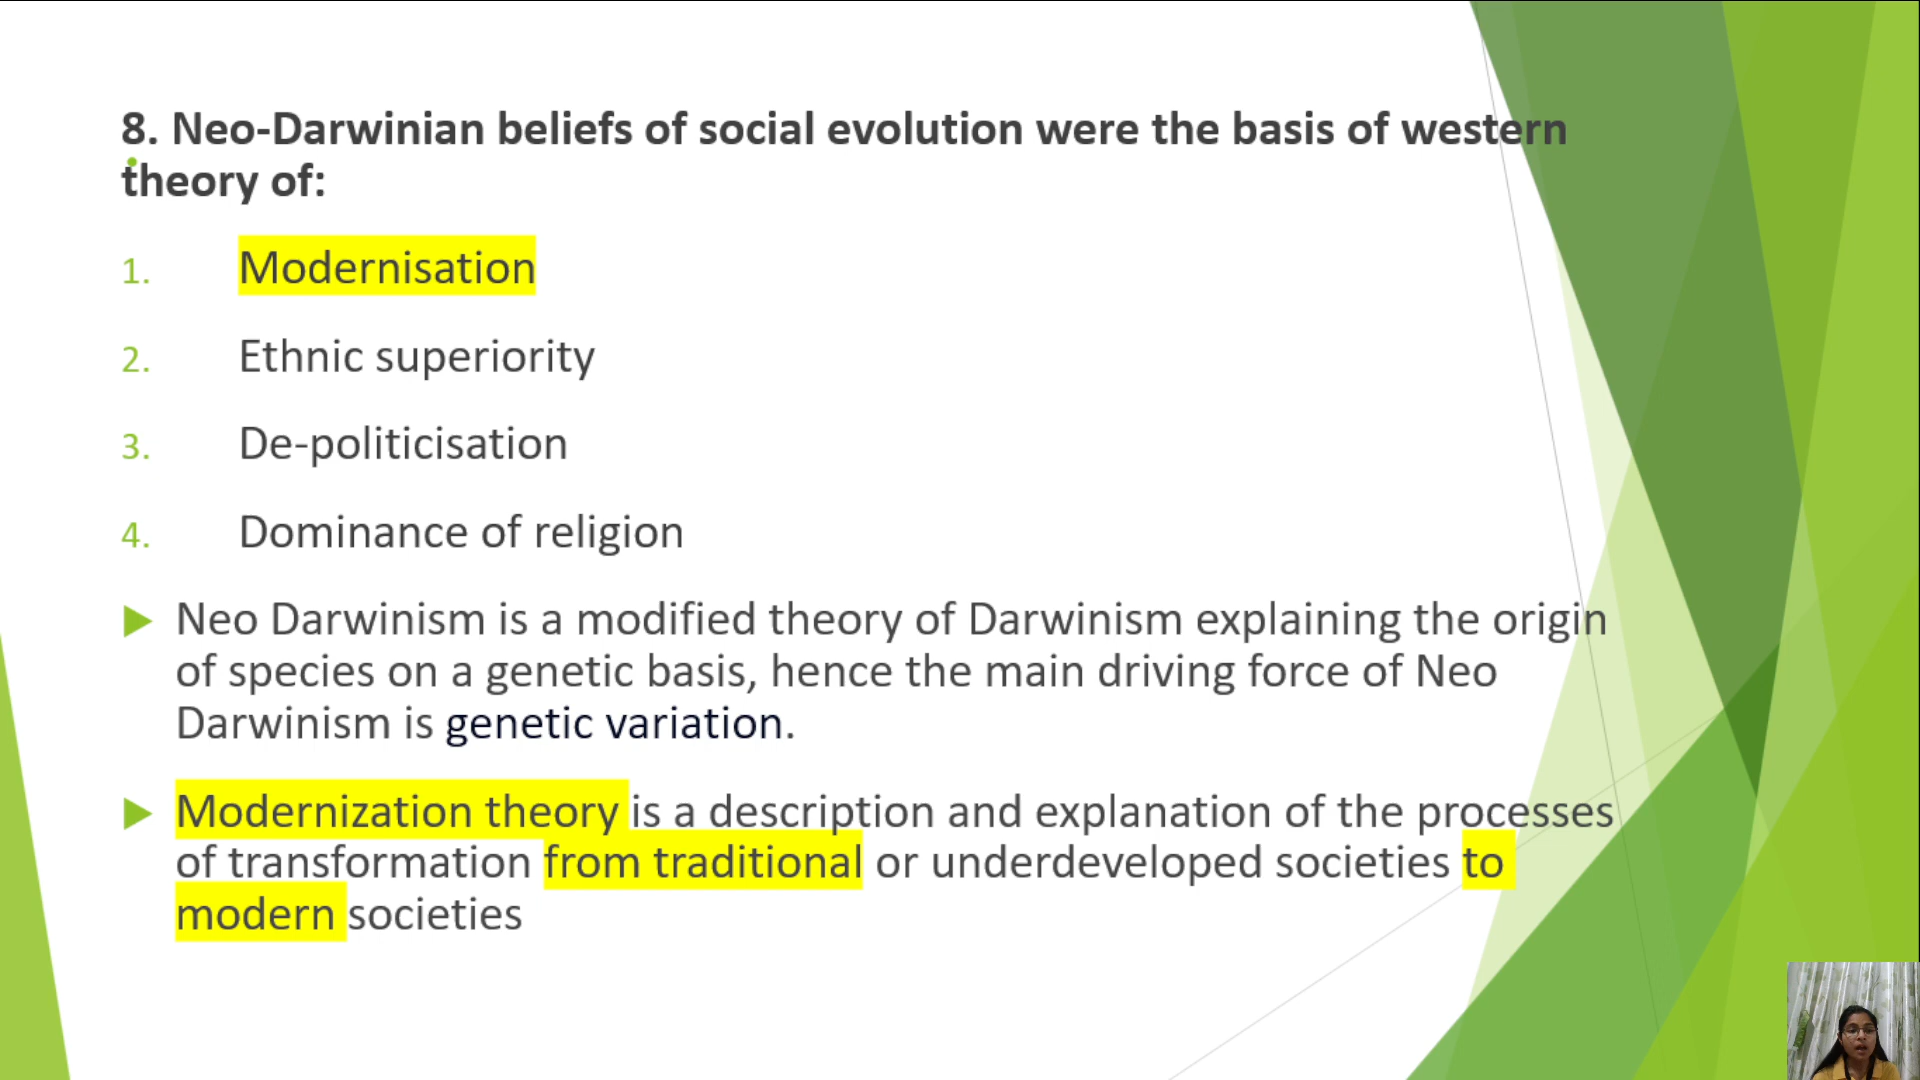 8. Neo-Darwinian beliefs of social evolution were the basis of western
theory of:
1. Modernisation
2. Ethnic superiority
3. De-politicisation
4. Dominance of religion
Neo Darwinism is a modified theory of Darwinism explaining the origin
of species on a genetic basis, hence the main driving force of Neo
Darwinism is genetic variation.
Modernization theory is a description and explanation of the processes
of transformation from traditional or underdeveloped societies to
modern societies